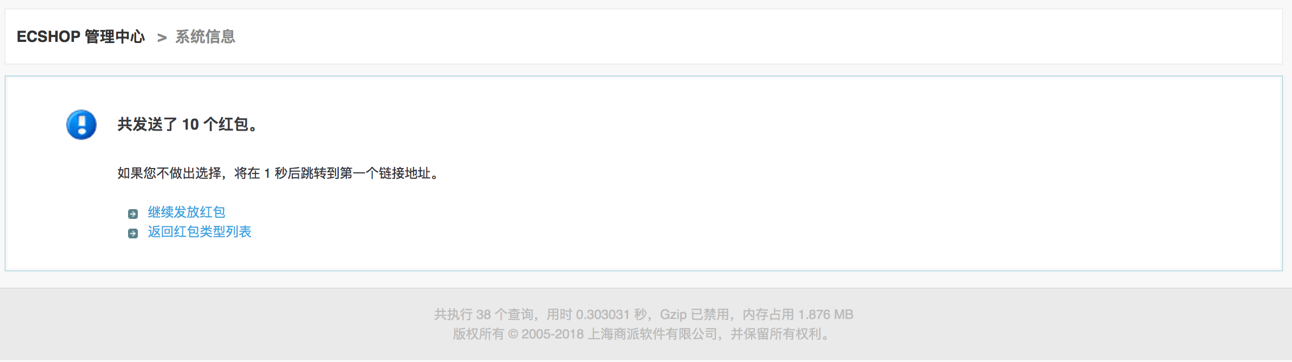 ECSHOP 管理中心 > 系统信息
共发送了 10 个红包。
如果您不做出选择，将在 1 秒后跳转到第一个链接地址。
继续发放红包
返回红包类型列表
共执行 38 个查询，用时 0.303031 秒，Gzip 已禁用，内存占用 1.876 MB
版权所有 © 2005-2018 上海商派软件有限公司，并保留所有权利。